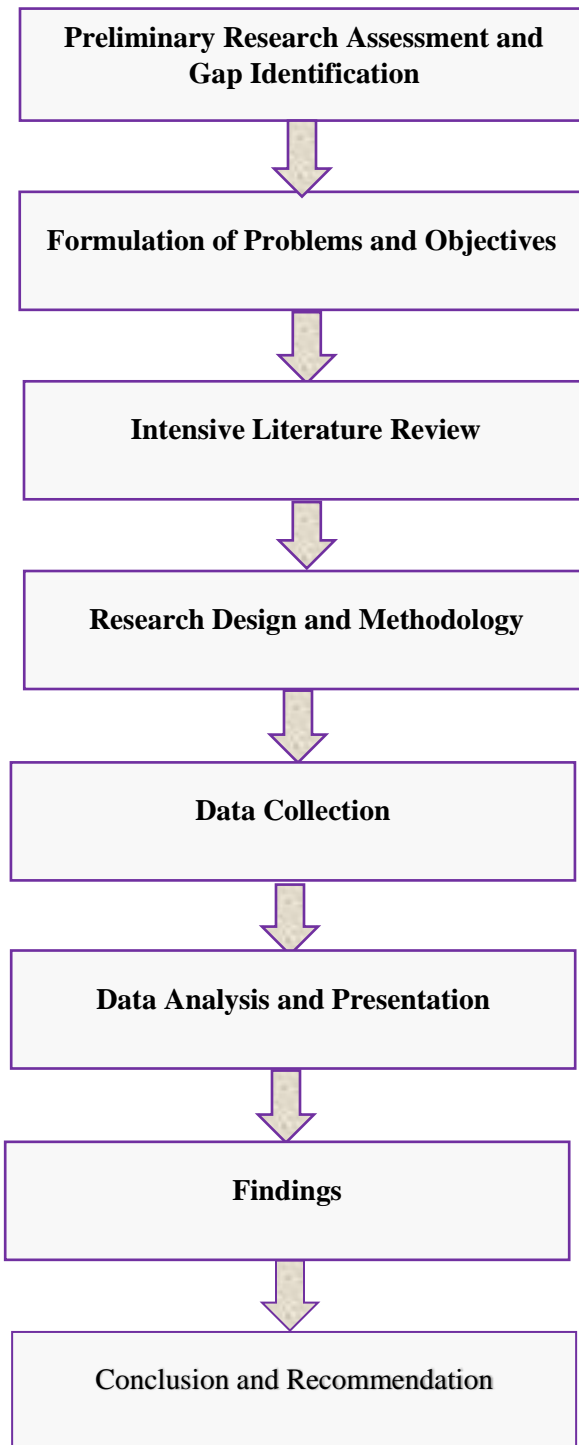 Preliminary Research Assessment and
Gap Identification
Formulation of Problems and Objectives
Intensive Literature Review
Research Design and Methodology
Data Collection
Data Analysis and Presentation
Findings
Conclusion and Recommendation